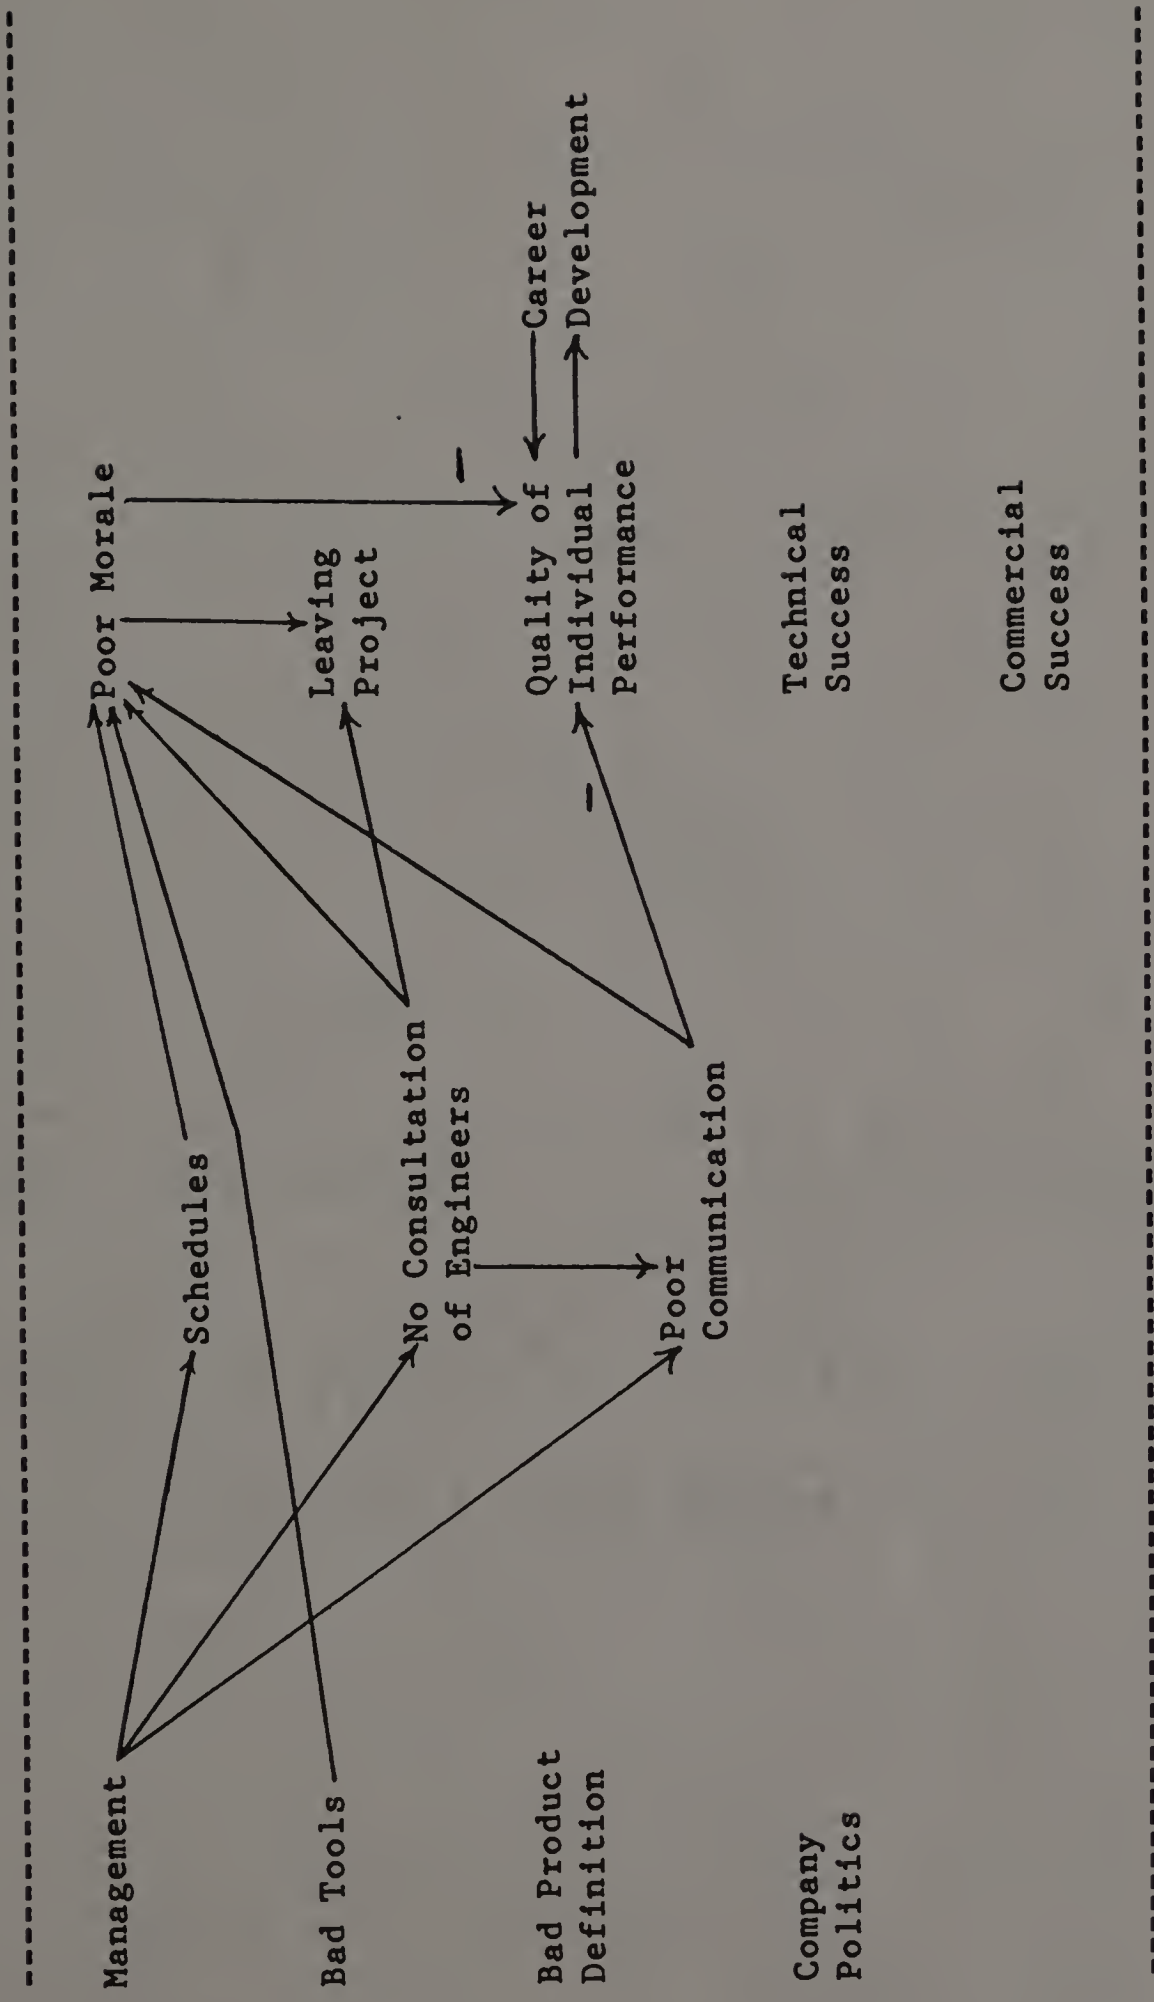 Management
Schedules
Poor Morale
Bad Tools
No Consultation
of Engineers
Leaving
Project
Bad Product
Definition
Poor
Communication
Quality of
Individual
Performance
Career
Development
Company
Politics
Technical
Success
Commercial
Success